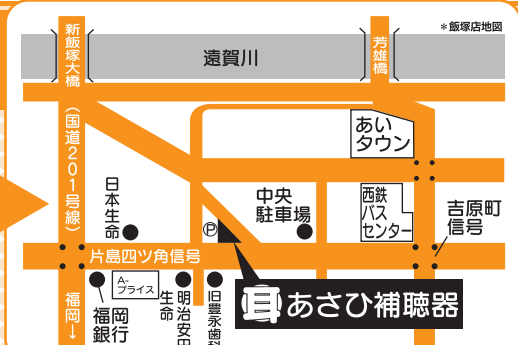 ＊飯塚店地図
新飯塚大橋
（国道201号線）
遠賀川
芳雄橋
あい
タウン
日本生命
中央
駐車場
西鉄
バス
センター
吉原町
信号
Ⓟ
片島四ツ角信号
福岡→
福岡
銀行
A-
プライス
明治安田
生命
旧豊永歯科
耳あさひ補聴器